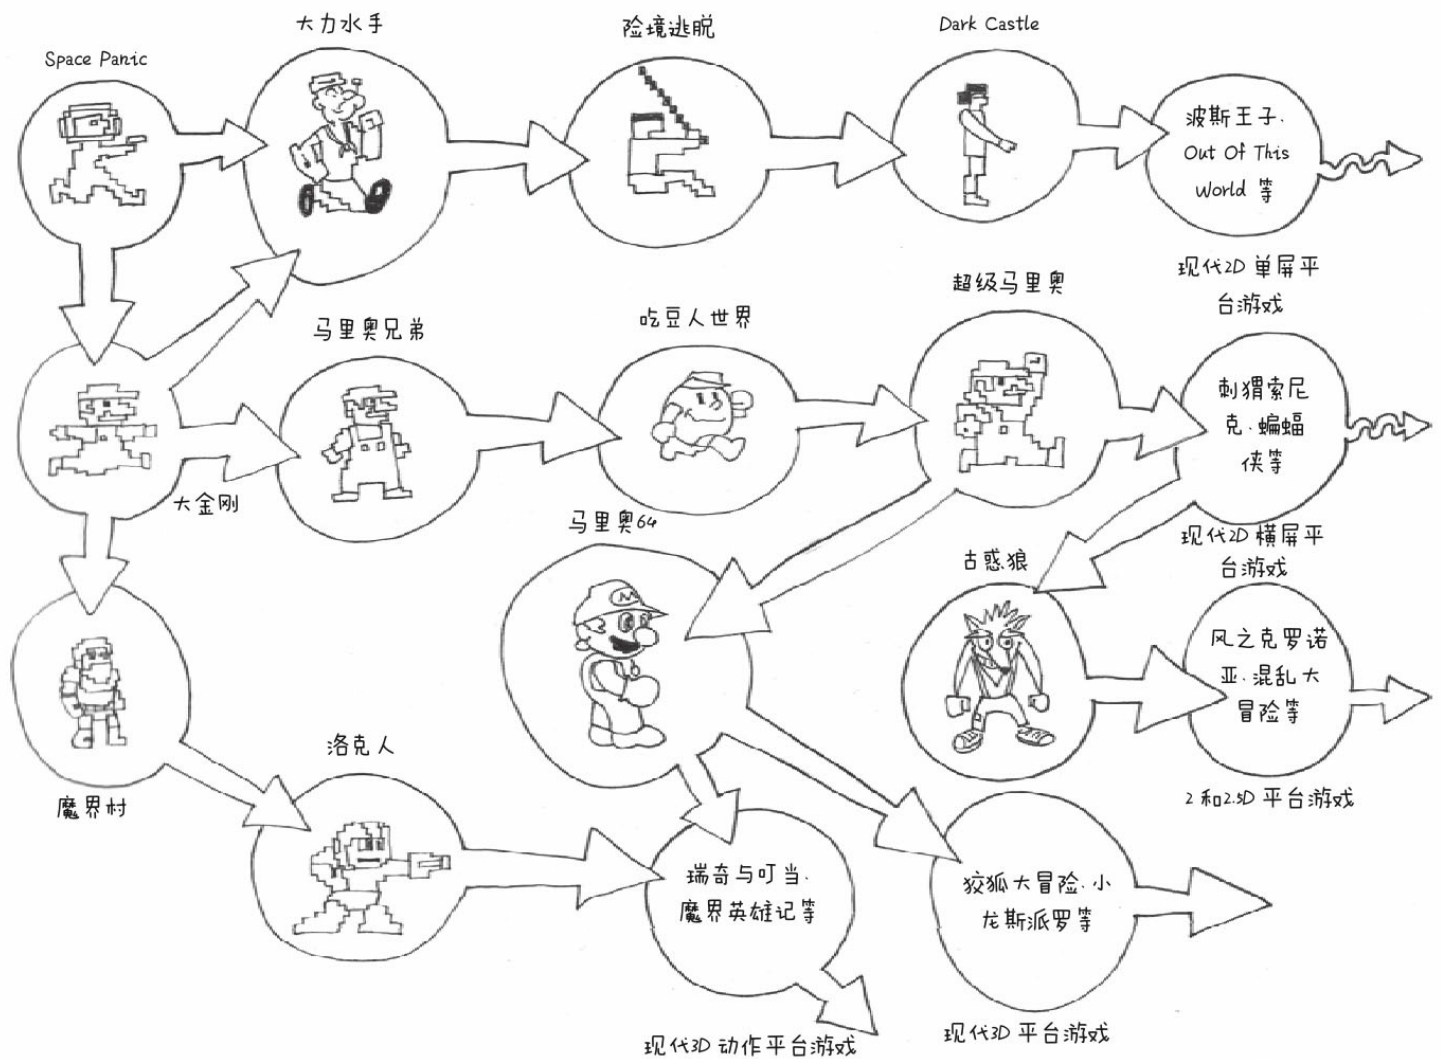 大力水手
险境逃脱
Dark Castle
Space Panic
波斯王子.
Out Of This
World 等
现代2D 单屏平
台游戏
超级马里奥
吃豆人世界
马里奥兄弟
刺猬索尼
克.蝙蝠
侠等
大金刚
马里奥64
现代2D 横屏平
台游戏
古惑狼
M
风之克罗诺
亚.混乱大
冒险等
洛克人
魔界村
2 和2.5D 平台游戏
瑞奇与叮当.
魔界英雄记等
狡狐大冒险.小
龙斯派罗等
现代3D 动作平台游戏
现代3D 平台游戏